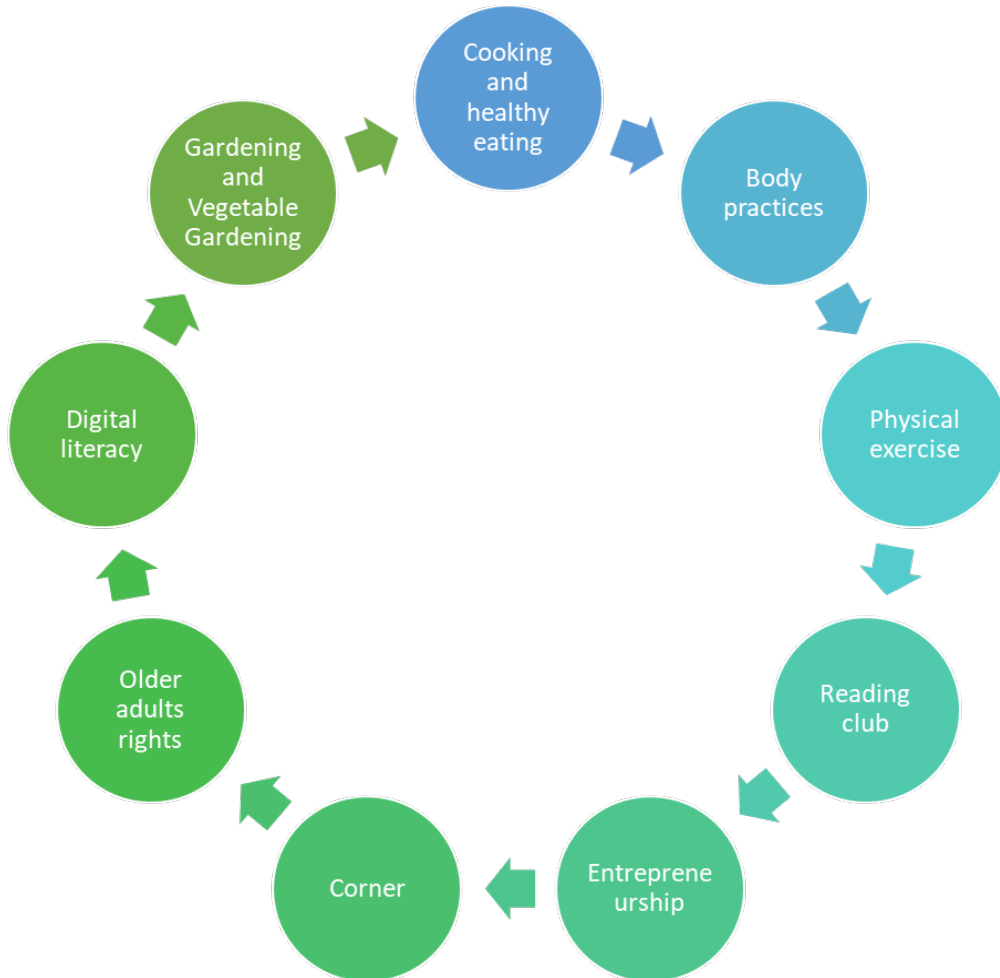 Cooking
and
healthy
eating
Body
practices
Physical
exercise
Reading
club
Entreprene
urship
Corner
Older
adults
rights
Digital
literacy
Gardening
and
Vegetable
Gardening